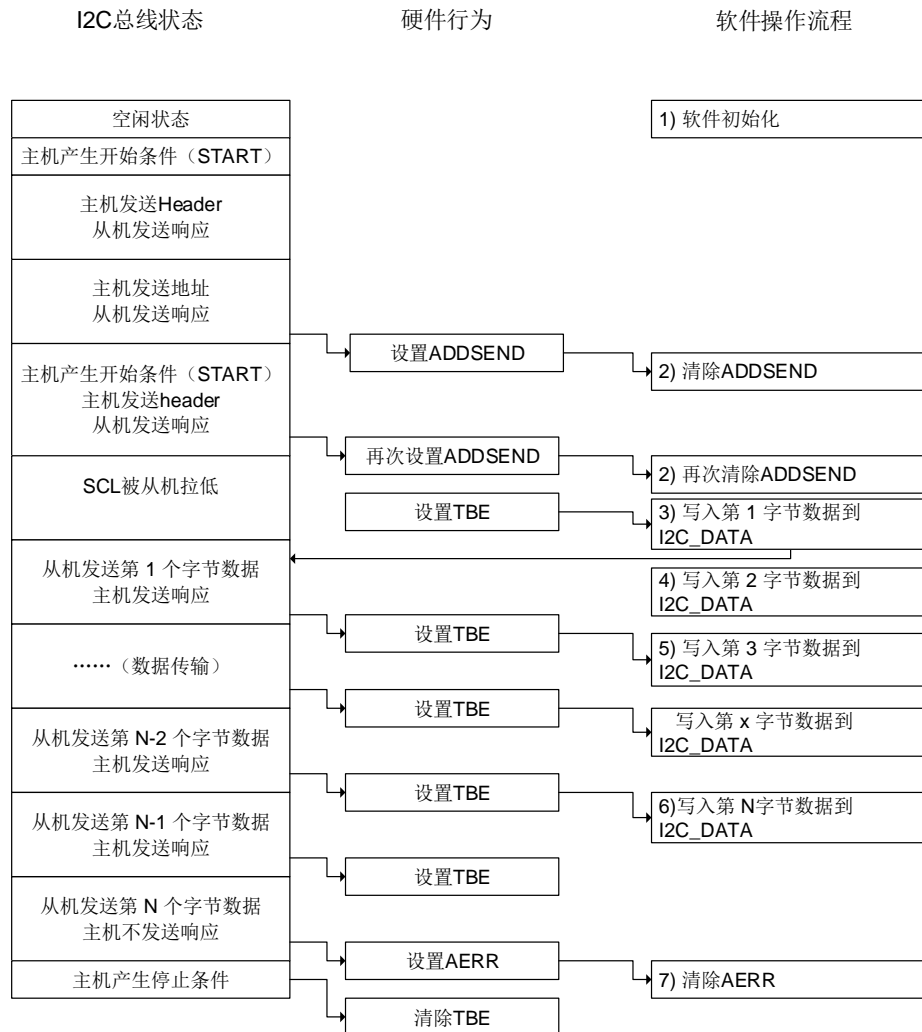 I2C总线状态
硬件行为
软件操作流程
空闲状态
1) 软件初始化
主机产生开始条件（START）
主机发送Header
从机发送响应
主机发送地址
从机发送响应
设置ADDSEND
2) 清除ADDSEND
主机产生开始条件（START）
主机发送header
从机发送响应
再次设置ADDSEND
2) 再次清除ADDSEND
SCL被从机拉低
设置TBE
3) 写入第 1 字节数据到
I2C_DATA
从机发送第 1 个字节数据
主机发送响应
4) 写入第 2 字节数据到
I2C_DATA
设置TBE
5) 写入第 3 字节数据到
I2C_DATA
……（数据传输）
设置TBE
写入第 x 字节数据到
I2C_DATA
从机发送第 N-2 个字节数据
主机发送响应
设置TBE
6)写入第 N字节数据到
I2C_DATA
从机发送第 N-1 个字节数据
主机发送响应
设置TBE
从机发送第 N 个字节数据
主机不发送响应
设置AERR
7) 清除AERR
主机产生停止条件
清除TBE